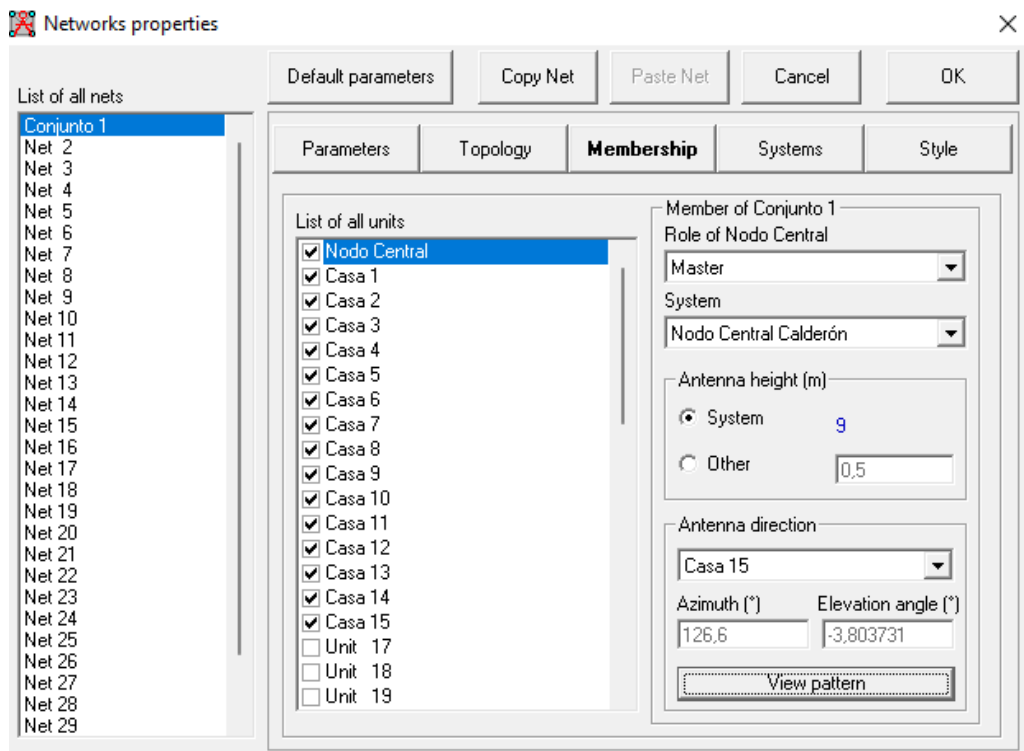 Networks properties
Default parameters
Copy Net
Paste Net
Cancel
OK
List of all nets
Conjunto 1
Net 2
Net 3
Net 4
Net 5
Net 6
Net 7
Net 8
Net 9
Net 10
Net 11
Net 12
Net 13
Net 14
Net 15
Net 16
Net 17
Net 18
Net 19
Net 20
Net 21
Net 22
Net 23
Net 24
Net 25
Net 26
Net 27
Net 28
Net 29
Parameters
Topology
Membership
Systems
Style
List of all units
Nodo Central
Casa 1
Casa 2
Casa 3
Casa 4
Casa 5
Casa 6
Casa 7
Casa 8
Casa 9
Casa 10
Casa 11
Casa 12
Casa 13
Casa 14
Casa 15
Unit 17
Unit 18
Unit 19
Member of Conjunto 1
Role of Nodo Central
Master
System
Nodo Central Calderón
Antenna height (m)
System 9
Other 0,5
Antenna direction
Casa 15
Azimuth (°) Elevation angle (°)
126,6 -3,803731
View pattern